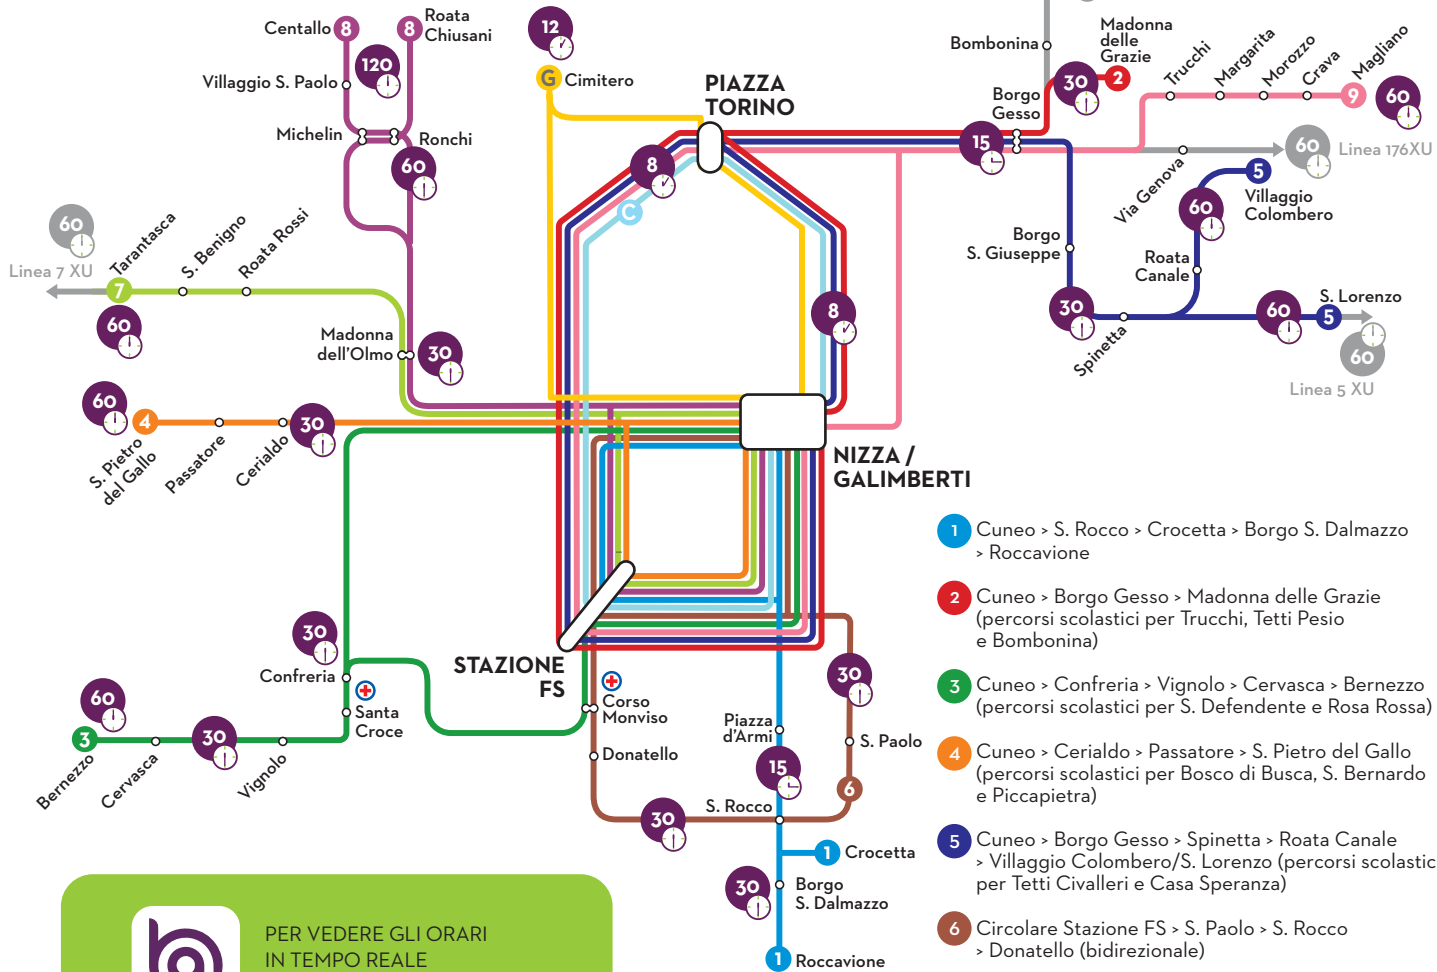 Centallo
8
8
Roata
Chiusani
120
Villaggio S. Paolo
Michelin
Ronchi
60
12
G
Cimitero
PIAZZA
TORINO
8
C
8
Bombonina
Madonna
delle
Grazie
30
2
Borgo
Gesso
15
Trucchi
Margarita
Morozzo
Crava
Magliano
9
60
60
Linea 176XU
Via Genova
5
Villaggio
Colombero
60
Borgo
S. Giuseppe
Roata
Canale
30
Spinetta
60
S. Lorenzo
5
60
Linea 5 XU
60
Linea 7 XU
Tarantasca
S. Benigno
Roata Rossi
7
60
Madonna
dell'Olmo
30
60
4
S. Pietro
del Gallo
Passatore
Cerialdo
30
NIZZA /
GALIMBERTI
30
Confreria
Santa
Croce
60
3
Bernezzo
Cervasca
30
Vignolo
STAZIONE
FS
Corso
Monviso
Donatello
30
S. Rocco
Piazza
d'Armi
15
30
S. Paolo
6
1
Crocetta
30
Borgo
S. Dalmazzo
1
Roccavione
1 Cuneo > S. Rocco > Crocetta > Borgo S. Dalmazzo
> Roccavione
2 Cuneo > Borgo Gesso > Madonna delle Grazie
(percorsi scolastici per Trucchi, Tetti Pesio
e Bombonina)
3 Cuneo > Confreria > Vignolo > Cervasca > Bernezzo
(percorsi scolastici per S. Defendente e Rosa Rossa)
4 Cuneo > Cerialdo > Passatore > S. Pietro del Gallo
(percorsi scolastici per Bosco di Busca, S. Bernardo
e Piccapietra)
5 Cuneo > Borgo Gesso > Spinetta > Roata Canale
> Villaggio Colombero/S. Lorenzo (percorsi scolastic
per Tetti Civalleri e Casa Speranza)
6 Circolare Stazione FS > S. Paolo > S. Rocco
> Donatello (bidirezionale)
PER VEDERE GLI ORARI
IN TEMPO REALE